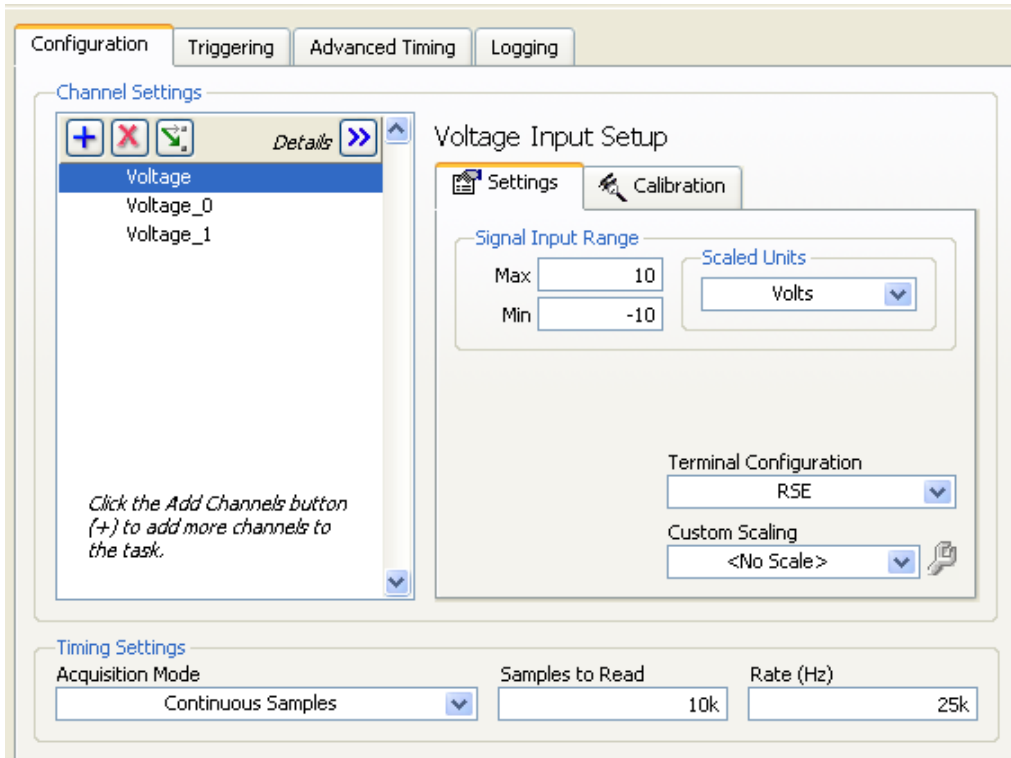 Configuration Triggering Advanced Timing Logging
Channel Settings
Details
Voltage
Voltage_0
Voltage_1
Click the Add Channels button
(+) to add more channels to
the task.
Voltage Input Setup
Settings Calibration
Signal Input Range
Max 10
Min -10
Scaled Units
Volts
Terminal Configuration
RSE
Custom Scaling
<No Scale>
Timing Settings
Acquisition Mode
Continuous Samples
Samples to Read
10k
Rate (Hz)
25k